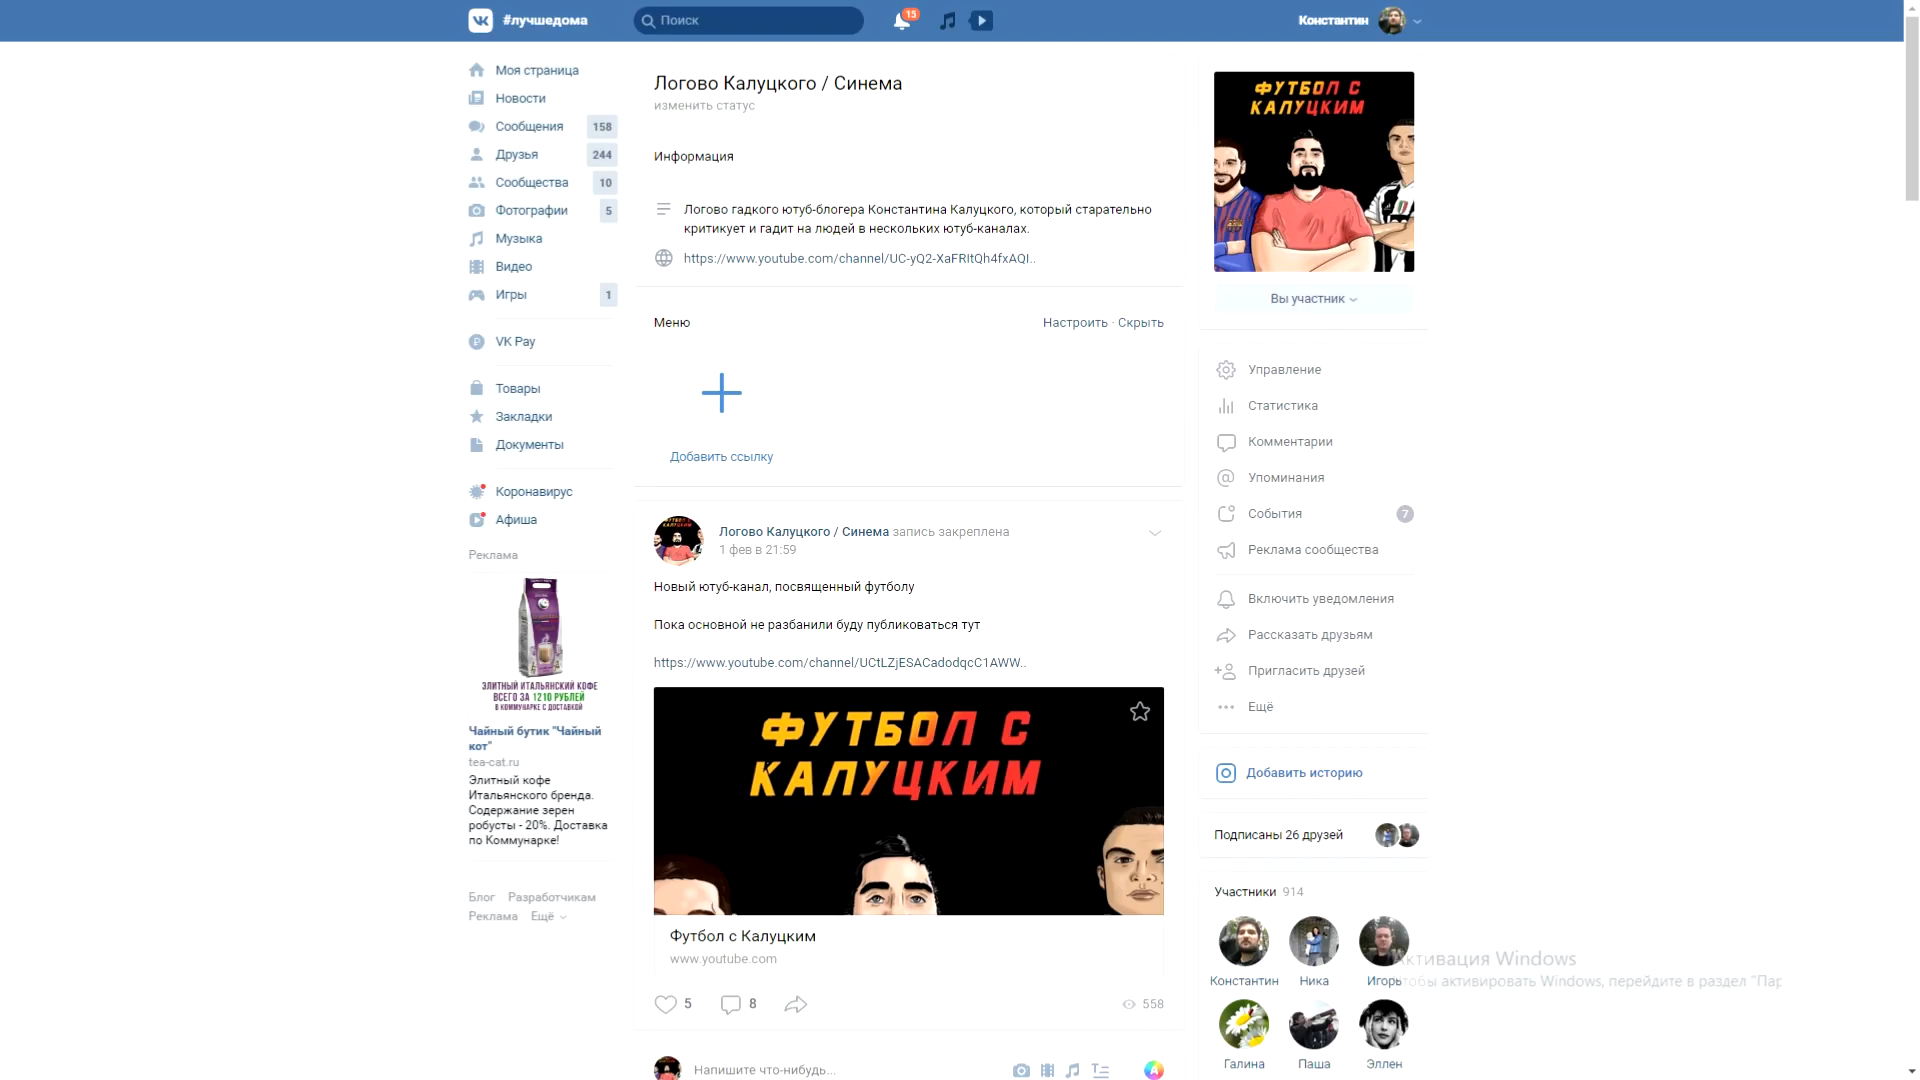 #лучшедома
Поиск
15
Константин
Моя страница
Новости
Сообщения 158
Друзья 244
Сообщества 10
Фотографии 5
Музыка
Видео
Игры 1
VK Pay
Товары
Закладки
Документы
Коронавирус
Афиша
Реклама
ЭЛИТНЫЙ ИТАЛЬЯНСКИЙ КОФЕ
ВСЕГО ЗА 1210 РУБЛЕЙ
В КОММУНАРКЕ С ДОСТАВКОЙ
Чайный бутик "Чайный
кот"
tea-cat.ru
Элитный кофе
Итальянского бренда.
Содержание зерен
робусты - 20%. Доставка
по Коммунарке!
Блог Разработчикам
Реклама Ещё
Логово Калуцкого / Синема
изменить статус
Информация
Логово гадкого ютуб-блогера Константина Калуцкого, который старательно
критикует и гадит на людей в нескольких ютуб-каналах.
https://www.youtube.com/channel/UC-yQ2-XaFRItQh4fxAQI..
Меню
Настроить · Скрыть
Добавить ссылку
Логово Калуцкого / Синема запись закреплена
1 фев в 21:59
Новый ютуб-канал, посвященный футболу
Пока основной не разбанили буду публиковаться тут
https://www.youtube.com/channel/UCtLZjESACadodqcC1AWW..
ФУТБОЛ С
КАЛУЦКИМ
Футбол с Калуцким
www.youtube.com
5 8 558
Напишите что-нибудь...
ФУТБОЛ С
КАЛУЦКИМ
Вы участник
Управление
Статистика
Комментарии
Упоминания
События 7
Реклама сообщества
Включить уведомления
Рассказать друзьям
Пригласить друзей
Ещё
Добавить историю
Подписаны 26 друзей
Участники 914
Константин Ника Игорь
Галина Паша Эллен
Активация Windows
Чтобы активировать Windows, перейдите в раздел "Пар